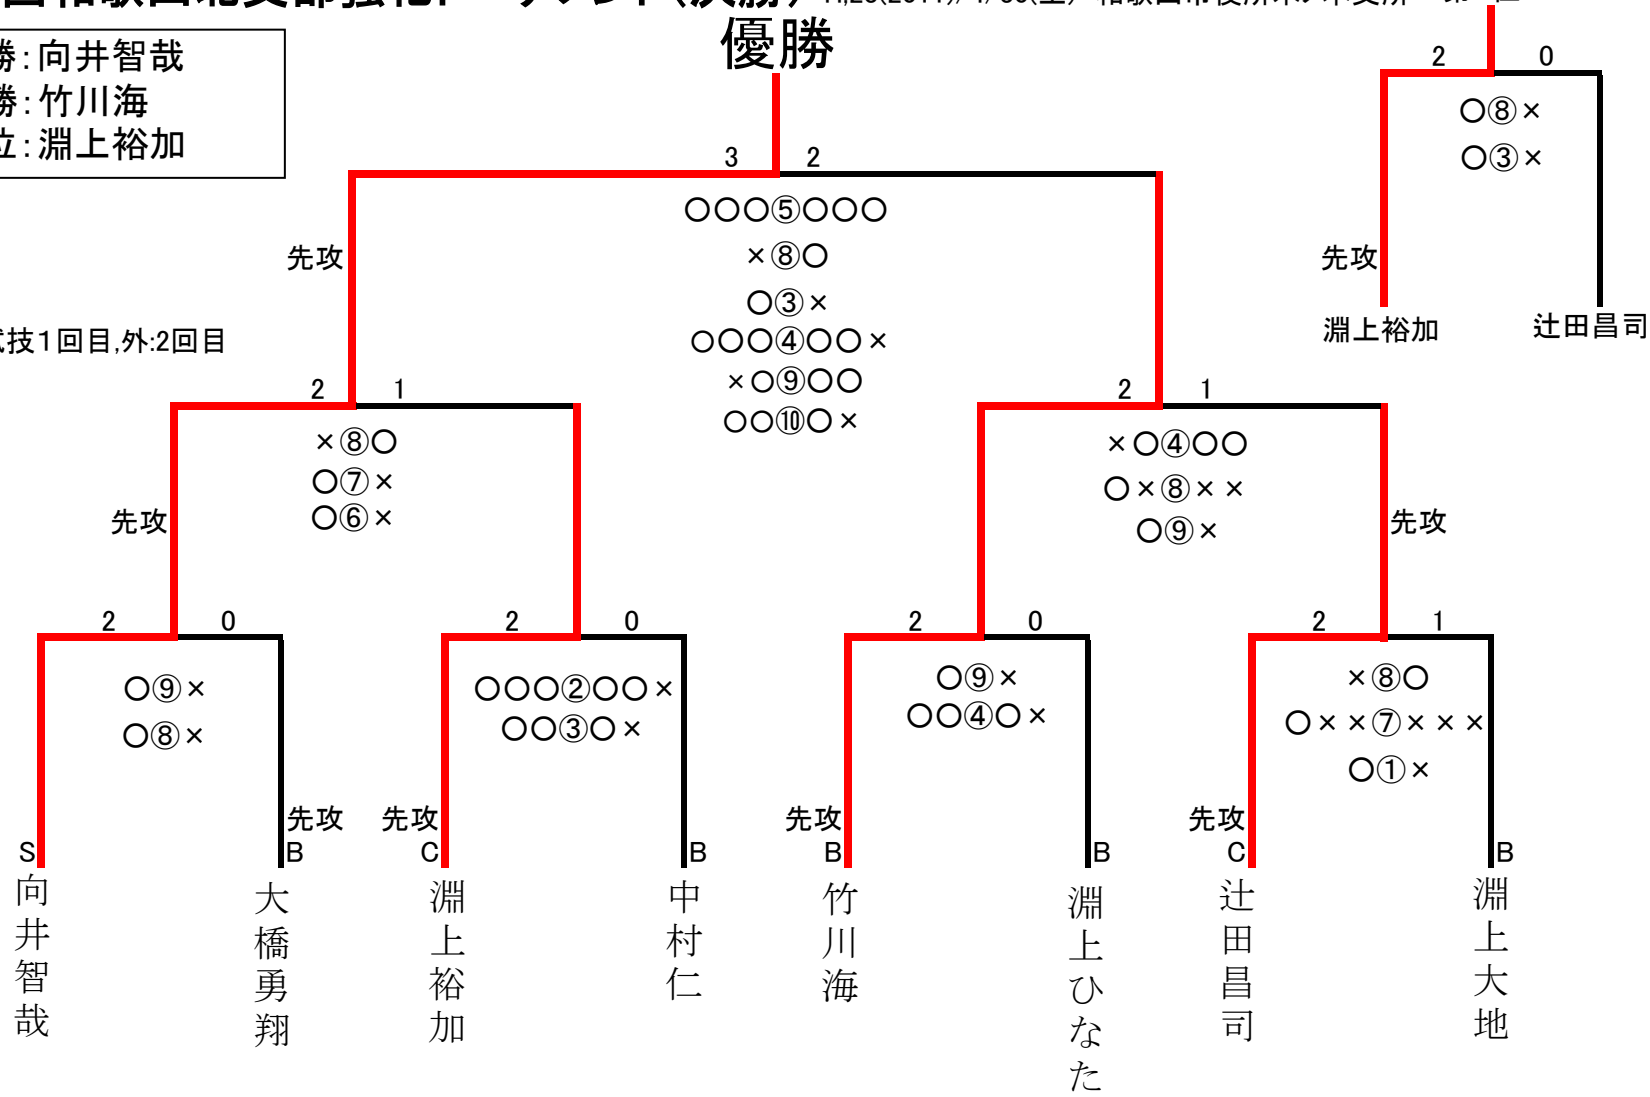 優勝
勝:向井智哉
勝:竹川海
位:淵上裕加
2 0
○⑧×
○③×
先攻
淵上裕加
辻田昌司
3 2
○○○⑤○○○
×⑧○
○③×
○○○④○○×
×○⑨○○
○○⑩○×
先攻
技1回目,外:2回目
2 1
×⑧○
○⑦×
○⑥×
先攻
2 1
×○④○○
○×⑧××
○⑨×
先攻
2 0
○⑨×
○⑧×
先攻
2 0
○○○②○○×
○○③○×
先攻
2 0
○⑨×
○○④○×
先攻
2 1
×⑧○
○××⑦×××
○①×
先攻
S
向井智哉
B
大橋勇翔
C
淵上裕加
B
中村仁
B
竹川海
B
淵上ひなた
C
辻田昌司
B
淵上大地